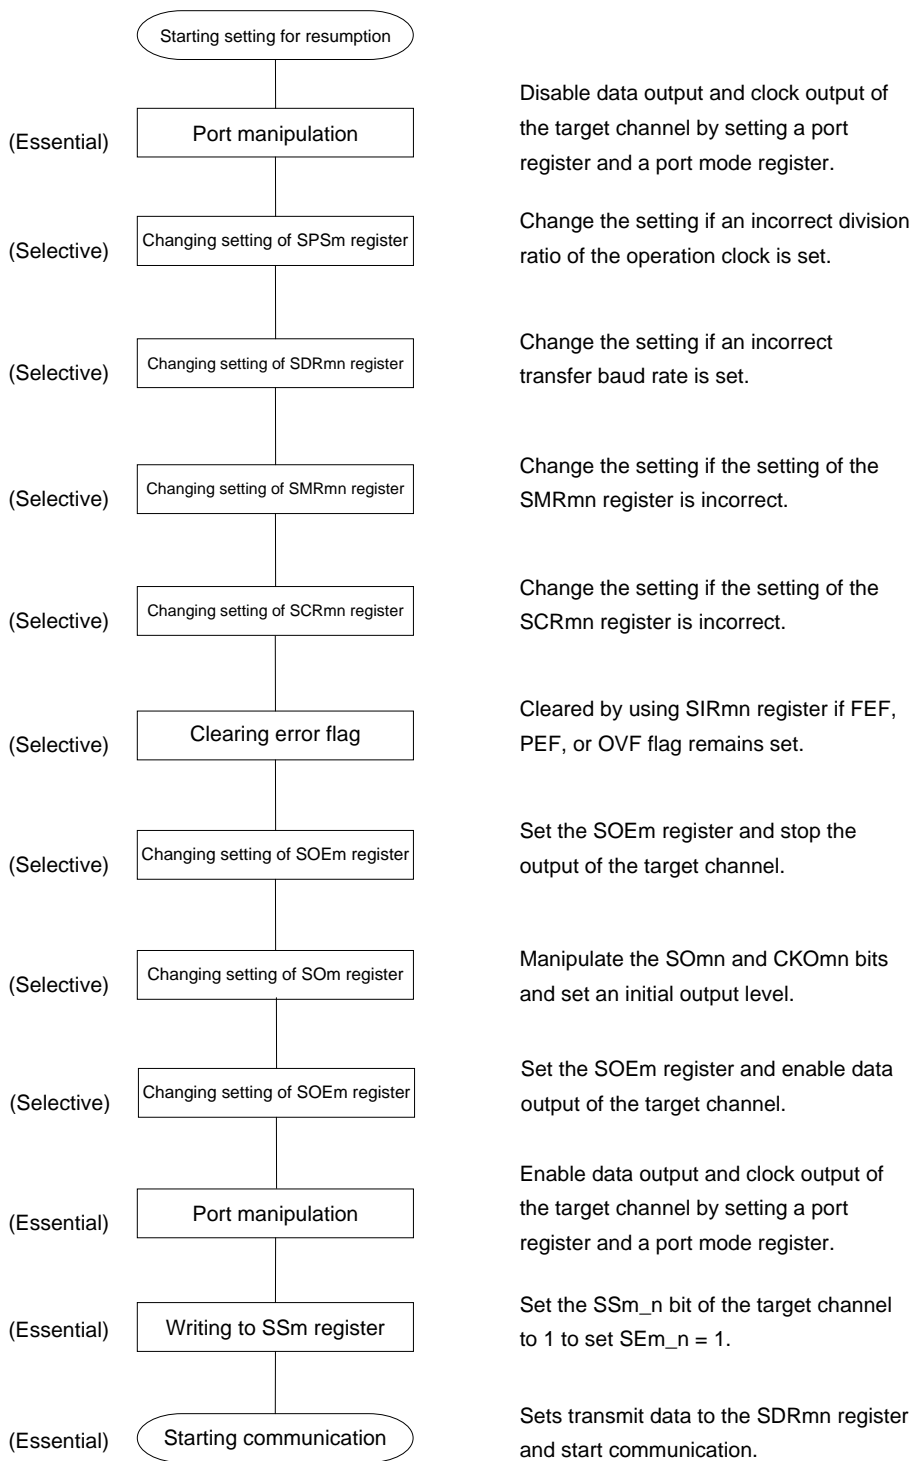 Starting setting for resumption
(Essential)
Port manipulation
Disable data output and clock output of
the target channel by setting a port
register and a port mode register.
(Selective)
Changing setting of SPSm register
Change the setting if an incorrect division
ratio of the operation clock is set.
(Selective)
Changing setting of SDRmn register
Change the setting if an incorrect
transfer baud rate is set.
(Selective)
Changing setting of SMRmn register
Change the setting if the setting of the
SMRmn register is incorrect.
(Selective)
Changing setting of SCRmn register
Change the setting if the setting of the
SCRmn register is incorrect.
(Selective)
Clearing error flag
Cleared by using SIRmn register if FEF,
PEF, or OVF flag remains set.
(Selective)
Changing setting of SOEm register
Set the SOEm register and stop the
output of the target channel.
(Selective)
Changing setting of SOm register
Manipulate the SOmn and CKOmn bits
and set an initial output level.
(Selective)
Changing setting of SOEm register
Set the SOEm register and enable data
output of the target channel.
(Essential)
Port manipulation
Enable data output and clock output of
the target channel by setting a port
register and a port mode register.
(Essential)
Writing to SSm register
Set the SSm_n bit of the target channel
to 1 to set SEm_n = 1.
(Essential)
Starting communication
Sets transmit data to the SDRmn register
and start communication.